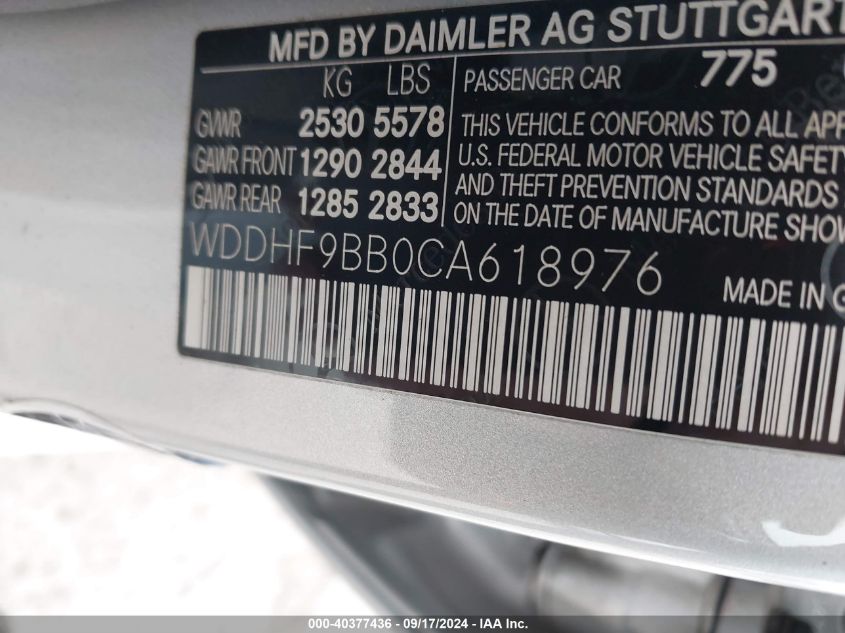 MFD BY DAIMLER AG STUTTGART
KG LBS
GVWR 2530 5578
GAWR FRONT 1290 2844
GAWR REAR 1285 2833
PASSENGER CAR 775
THIS VEHICLE CONFORMS TO ALL APP
U.S. FEDERAL MOTOR VEHICLE SAFETY
AND THEFT PREVENTION STANDARDS
ON THE DATE OF MANUFACTURE SHOW
WDDHF9BB0CA618976
MADE IN G
000-40377436 - 09/17/2024 - IAA Inc.